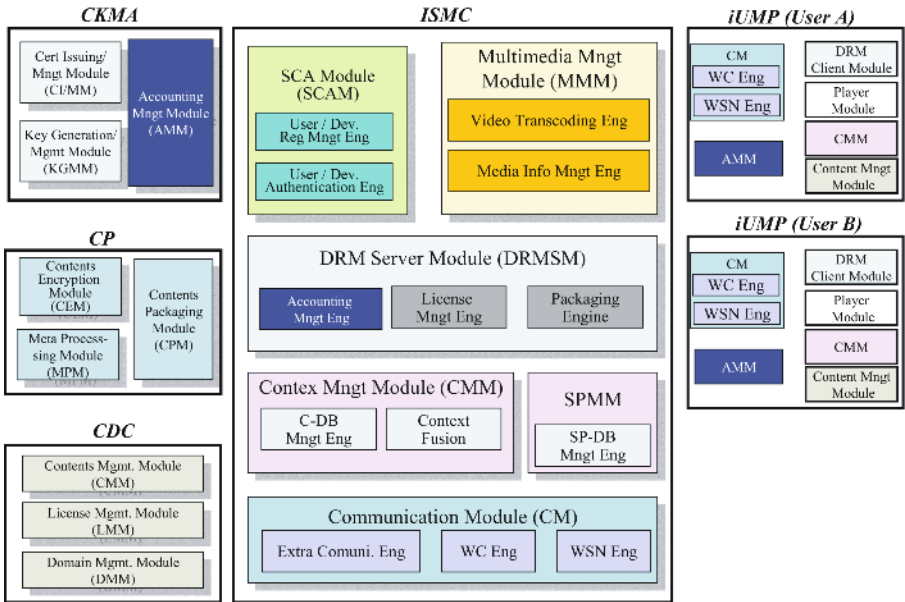 CKMA
Cert Issuing/
Mngt Module
(CI/MM)
Key Generation/
Mgmt Module
(KGMM)
Accounting
Mngt Module
(AMM)
CP
Contents
Encryption
Module
(CEM)
Meta Process-
ssing Module
(MPM)
Contents
Packaging
Module
(CPM)
CDC
Contents Mgmt. Module
(CMM)
License Mgmt. Module
(LMM)
Domain Mgmt. Module
(DMM)
ISMC
SCA Module
(SCAM)
User / Dev.
Reg Mngt Eng
User / Dev.
Authentication Eng
Multimedia Mngt
Module (MMM)
Video Transcoding Eng
Media Info Mngt Eng
DRM Server Module (DRMSM)
Accounting
Mngt Eng
License
Mngt Eng
Packaging
Engine
Contex Mngt Module (CMM)
C-DB
Mngt Eng
Context
Fusion
SPMM
SP-DB
Mngt Eng
Communication Module (CM)
Extra Comuni. Eng
WC Eng
WSN Eng
iUMP (User A)
CM
WC Eng
WSN Eng
AMM
DRM
Client Module
Player
Module
CMM
Content Mngt
Module
iUMP (User B)
CM
WC Eng
WSN Eng
AMM
DRM
Client Module
Player
Module
CMM
Content Mngt
Module